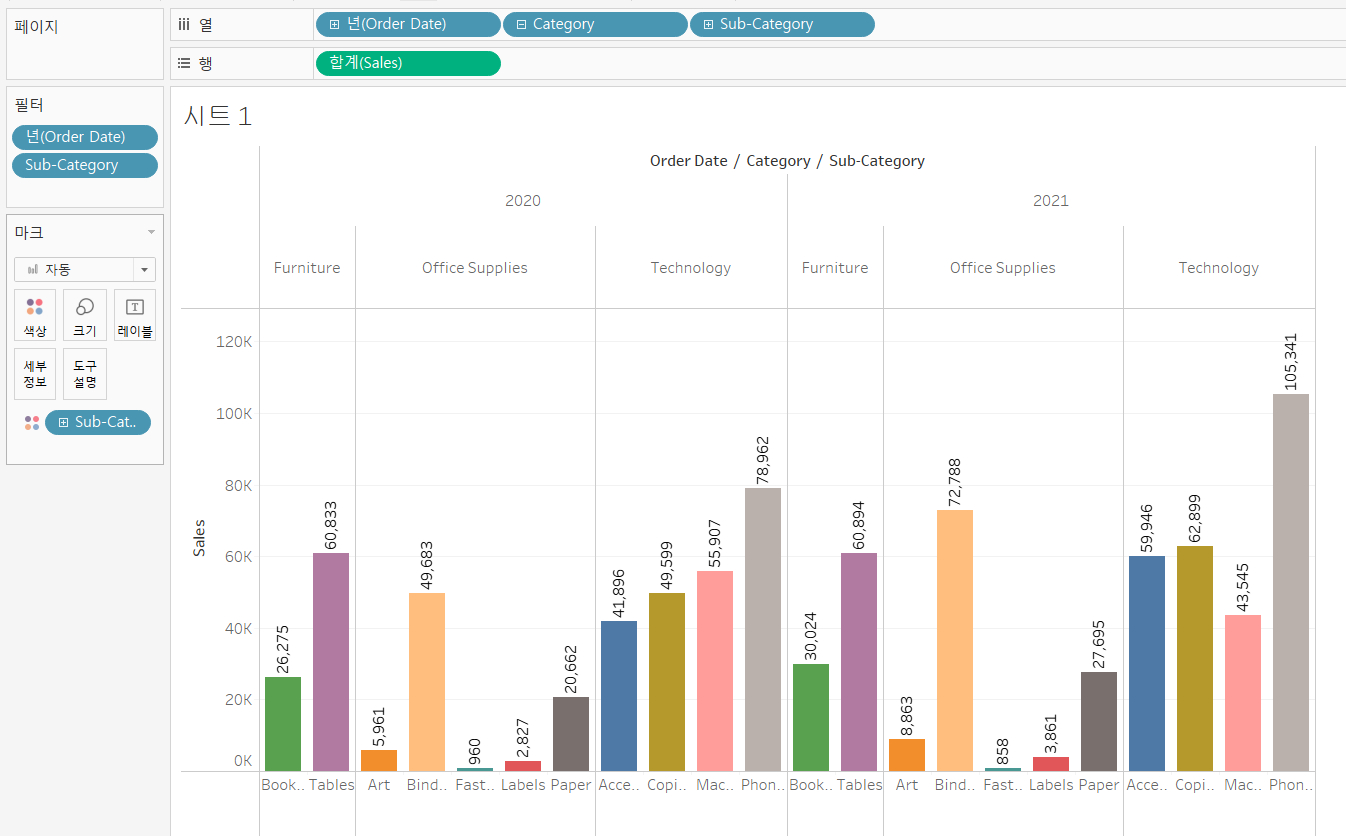 페이지
열
년(Order Date)
Category
Sub-Category
행
합계(Sales)
필터
년(Order Date)
Sub-Category
마크
자동
색상
크기
레이블
세부
정보
도구
설명
Sub-Cat..
시트 1
Order Date / Category / Sub-Category
2020 2021
Furniture Office Supplies Technology Furniture Office Supplies Technology
Sales
120K
100K
80K
60K
40K
20K
0K
26,275
60,833
5,961
49,683
960
2,827
20,662
41,896
49,599
55,907
78,962
30,024
60,894
8,863
72,788
858
3,861
27,695
59,946
62,899
43,545
105,341
Book.. Tables Art Bind.. Fast.. Labels Paper Acce.. Copi.. Mac.. Phon.. Book.. Tables Art Bind.. Fast.. Labels Paper Acce.. Copi.. Mac.. Phon..